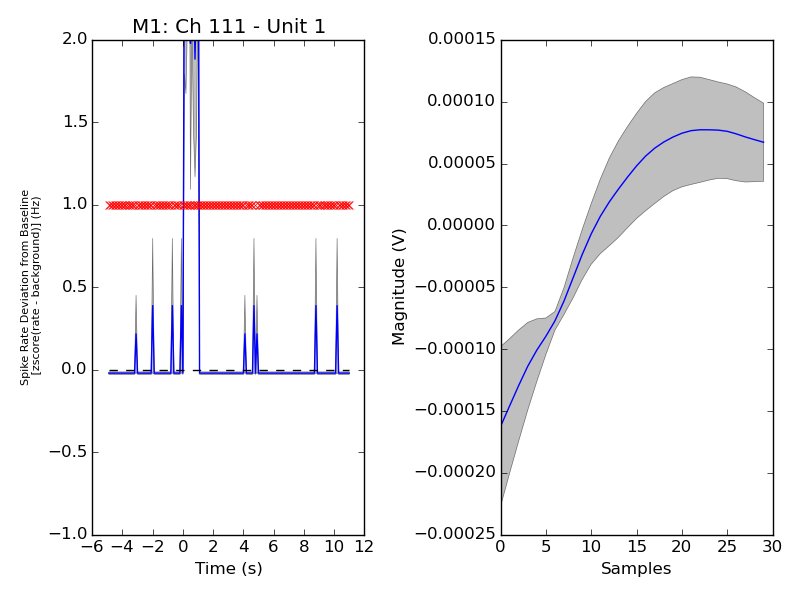 M1: Ch 111 - Unit 1
2.0
1.5
1.0
0.5
0.0
−0.5
−1.0
Spike Rate Deviation from Baseline
[zscore(rate - background)] (Hz)
−6 −4 −2 0 2 4 6 8 10 12
Time (s)
0.00015
0.00010
0.00005
0.00000
−0.00005
−0.00010
−0.00015
−0.00020
−0.00025
Magnitude (V)
0 5 10 15 20 25 30
Samples